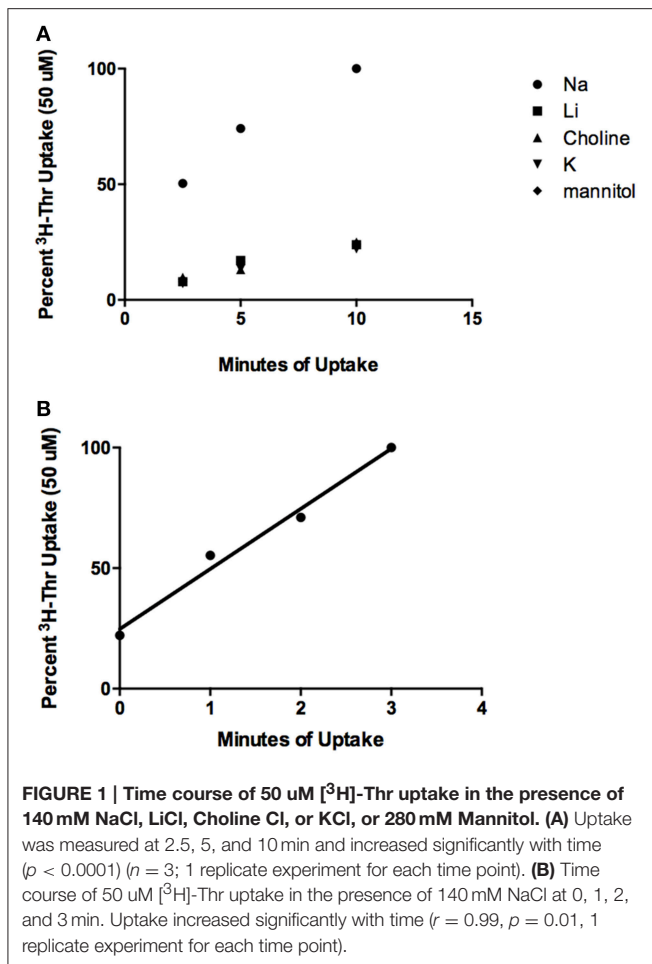 A
Percent ³H-Thr Uptake (50 uM)
100
50
0
0
5
10
15
Minutes of Uptake
Na
Li
Choline
K
mannitol
B
Percent ³H-Thr Uptake (50 uM)
100
50
0
0
1
2
3
4
Minutes of Uptake
FIGURE 1 | Time course of 50 uM [³H]-Thr uptake in the presence of
140 mM NaCl, LiCl, Choline Cl, or KCl, or 280 mM Mannitol. (A) Uptake
was measured at 2.5, 5, and 10 min and increased significantly with time
(p < 0.0001) (n = 3; 1 replicate experiment for each time point). (B) Time
course of 50 uM [³H]-Thr uptake in the presence of 140 mM NaCl at 0, 1, 2,
and 3 min. Uptake increased significantly with time (r = 0.99, p = 0.01, 1
replicate experiment for each time point).